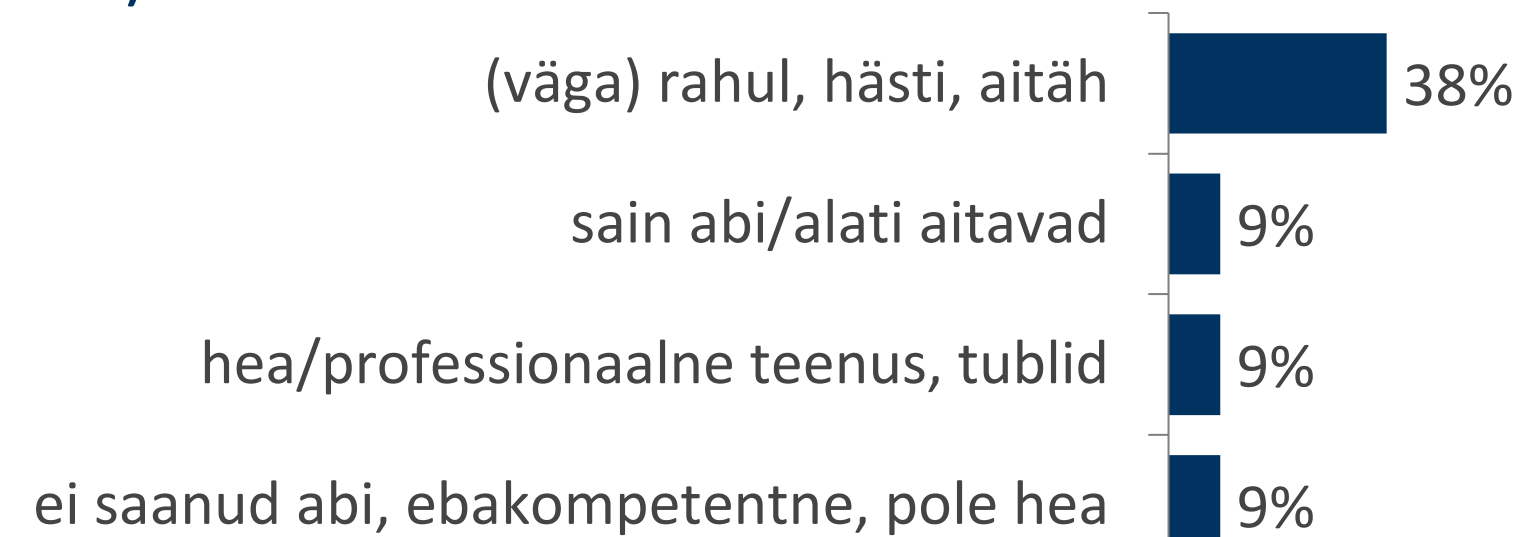 (väga) rahul, hästi, aitäh 38%
sain abi/alati aitavad 9%
hea/professionaalne teenus, tublid 9%
ei saanud abi, ebakompetentne, pole hea 9%